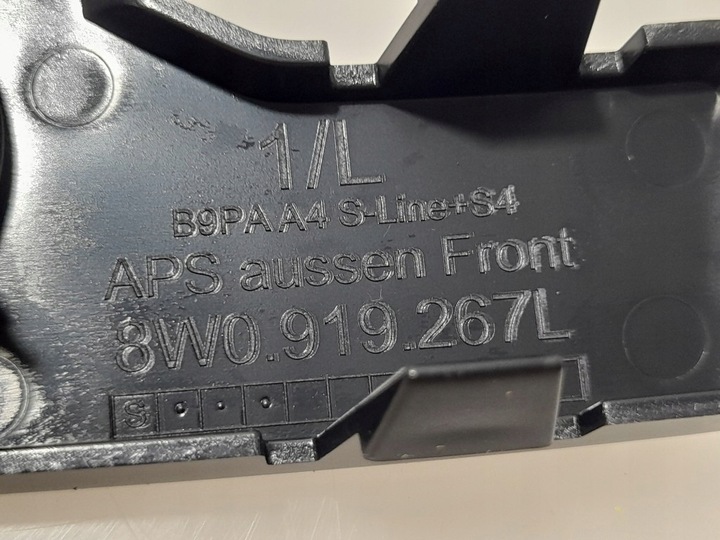 1/L
B9PA A4 S-Line+S4
APS aussen Front
8W0.919.267L
S